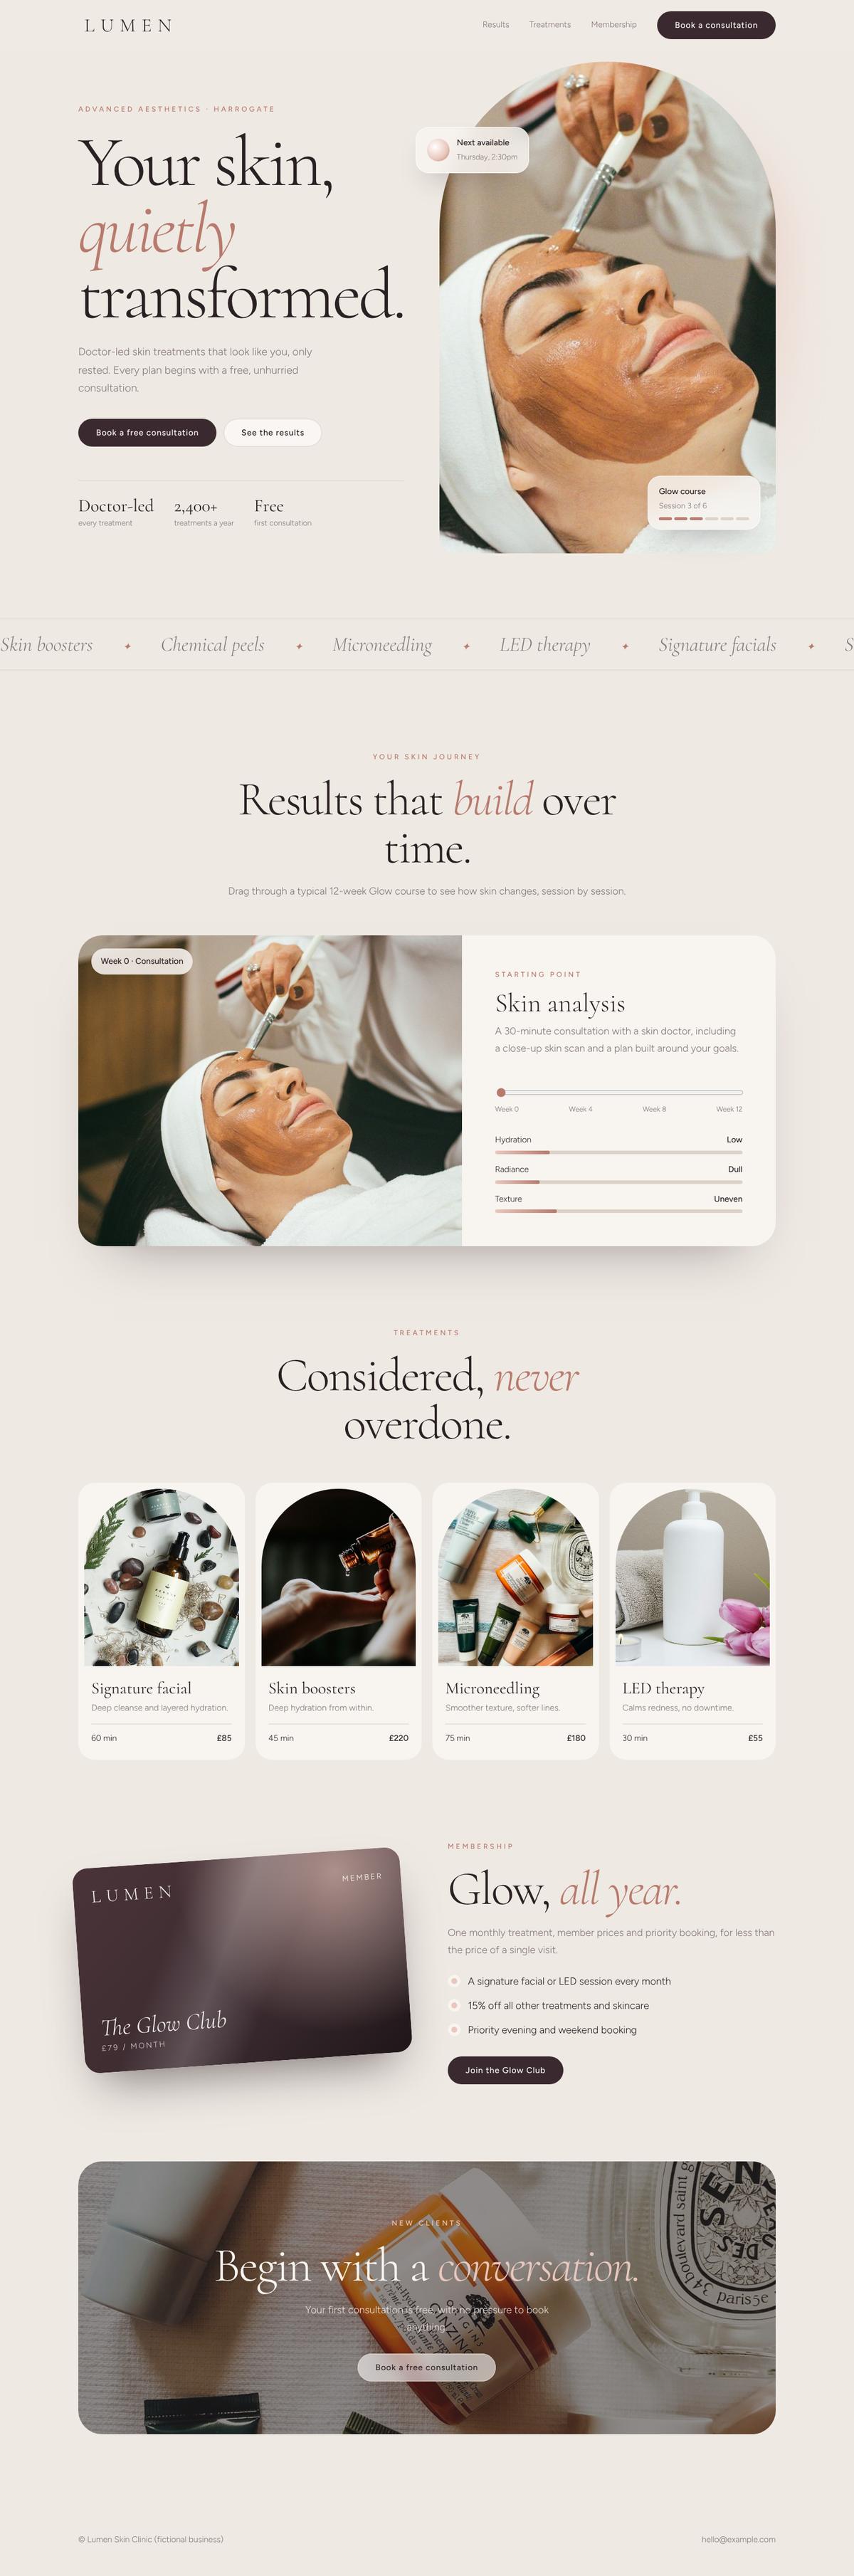 LUMEN
Results
Treatments
Membership
Book a consultation
ADVANCED AESTHETICS · HARROGATE
Your skin,
quietly
transformed.
Doctor-led skin treatments that look like you, only
rested. Every plan begins with a free, unhurried
consultation.
Book a free consultation
See the results
Doctor-led
every treatment
2,400+
treatments a year
Free
first consultation
Next available
Thursday, 2:30pm
Glow course
Session 3 of 6
Skin boosters ✦ Chemical peels ✦ Microneedling ✦ LED therapy ✦ Signature facials ✦ S
YOUR SKIN JOURNEY
Results that build over
time.
Drag through a typical 12-week Glow course to see how skin changes, session by session.
Week 0 · Consultation
STARTING POINT
Skin analysis
A 30-minute consultation with a skin doctor, including
a close-up skin scan and a plan built around your goals.
Week 0
Week 4
Week 8
Week 12
Hydration
Low
Radiance
Dull
Texture
Uneven
TREATMENTS
Considered, never
overdone.
Signature facial
Deep cleanse and layered hydration.
60 min
£85
Skin boosters
Deep hydration from within.
45 min
£220
Microneedling
Smoother texture, softer lines.
75 min
£180
LED therapy
Calms redness, no downtime.
30 min
£55
LUMEN
MEMBER
The Glow Club
£79 / MONTH
MEMBERSHIP
Glow, all year.
One monthly treatment, member prices and priority booking, for less than
the price of a single visit.
A signature facial or LED session every month
15% off all other treatments and skincare
Priority evening and weekend booking
Join the Glow Club
NEW CLIENTS
Begin with a conversation.
Your first consultation is free, with no pressure to book
anything.
Book a free consultation
34 boulevard saint
paris 5e
© Lumen Skin Clinic (fictional business)
hello@example.com